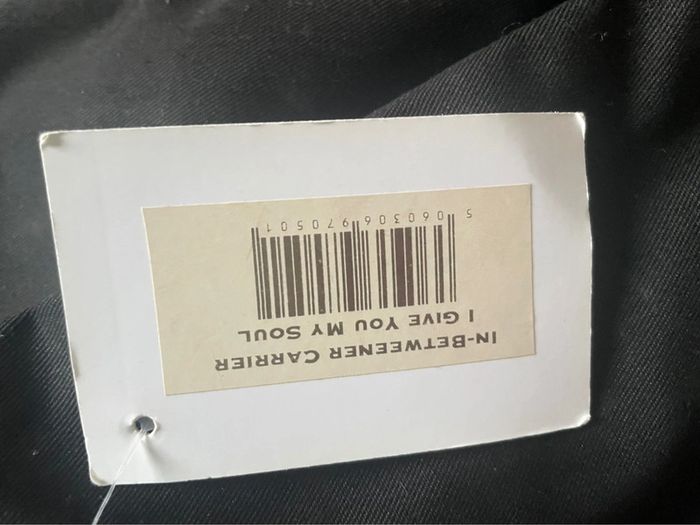 IN-BETWEENER CARRIER
I GIVE YOU MY SOUL
5 060306 970501